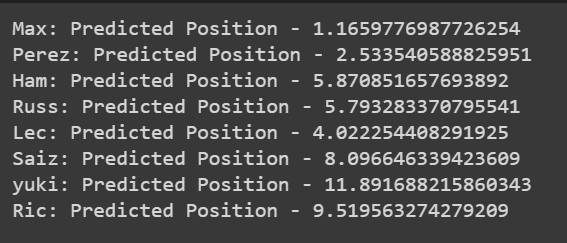 Max: Predicted Position - 1.1659776987726254
Perez: Predicted Position - 2.533540588825951
Ham: Predicted Position - 5.870851657693892
Russ: Predicted Position - 5.793283370795541
Lec: Predicted Position - 4.022254408291925
Saiz: Predicted Position - 8.096646339423609
yuki: Predicted Position - 11.891688215860343
Ric: Predicted Position - 9.519563274279209